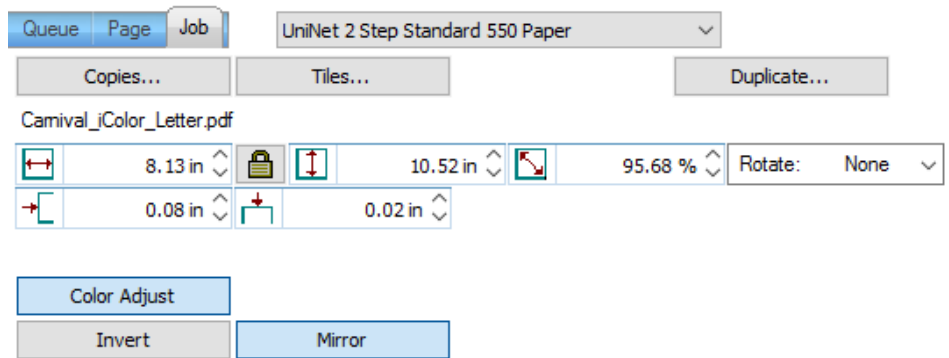 Queue Page Job UniNet 2 Step Standard 550 Paper
Copies... Tiles... Duplicate...
Carnival_iColor_Letter.pdf
8.13 in 10.52 in 95.68 % Rotate: None
0.08 in 0.02 in
Color Adjust
Invert Mirror